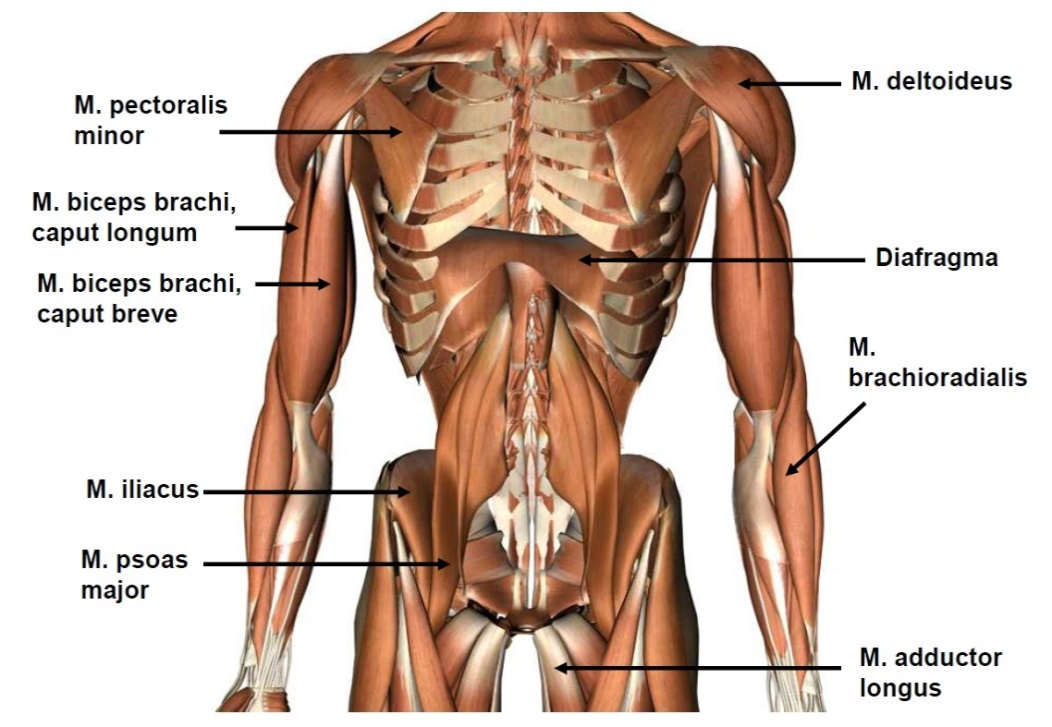 M. deltoideus
M. pectoralis
minor
M. biceps brachi,
caput longum
Diafragma
M. biceps brachi,
caput breve
M.
brachioradialis
M. iliacus
M. psoas
major
M. adductor
longus